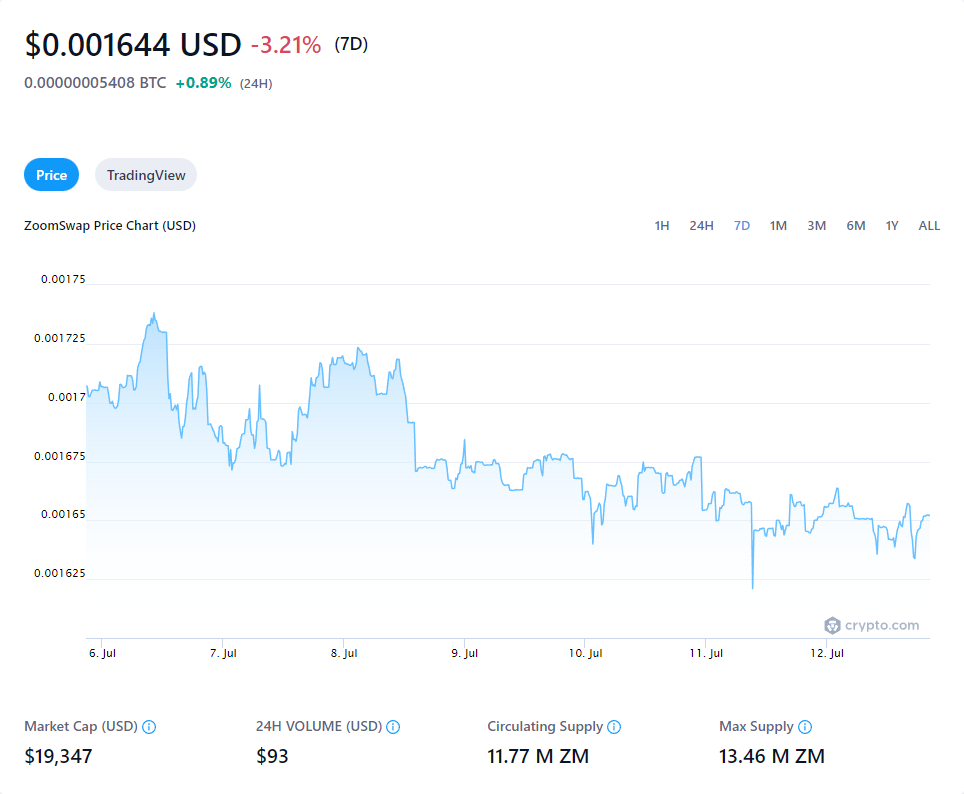 $0.001644 USD -3.21% (7D)
0.00000005408 BTC +0.89% (24H)
Price TradingView
ZoomSwap Price Chart (USD) 1H 24H 7D 1M 3M 6M 1Y ALL
0.00175
0.001725
0.0017
0.001675
0.00165
0.001625
crypto.com
6. Jul 7. Jul 8. Jul 9. Jul 10. Jul 11. Jul 12. Jul
Market Cap (USD) 24H VOLUME (USD) Circulating Supply Max Supply
$19,347 $93 11.77 M ZM 13.46 M ZM